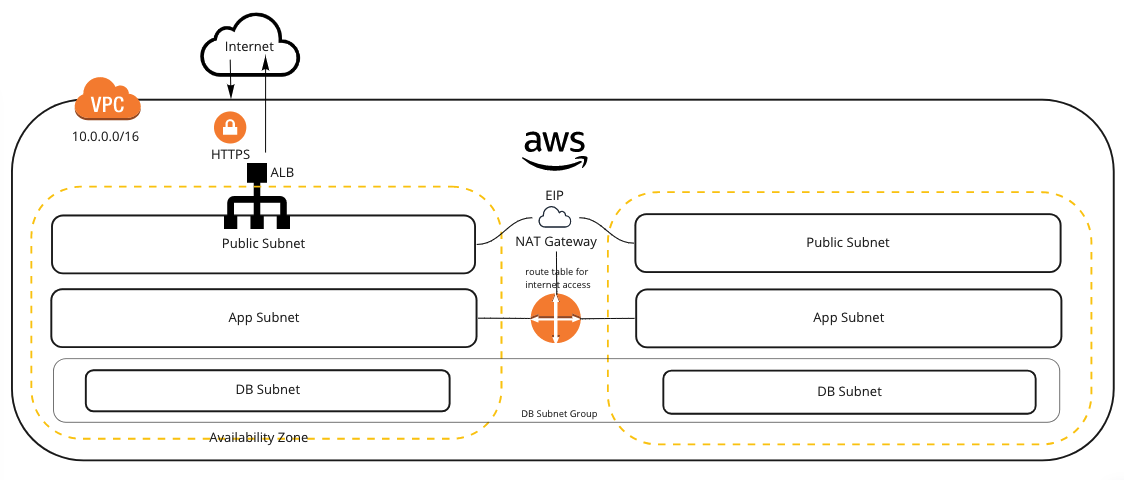 Internet
VPC
10.0.0.0/16
HTTPS
ALB
aws
EIP
NAT Gateway
route table for
internet access
Public Subnet
Public Subnet
App Subnet
App Subnet
DB Subnet
DB Subnet
DB Subnet Group
Availability Zone